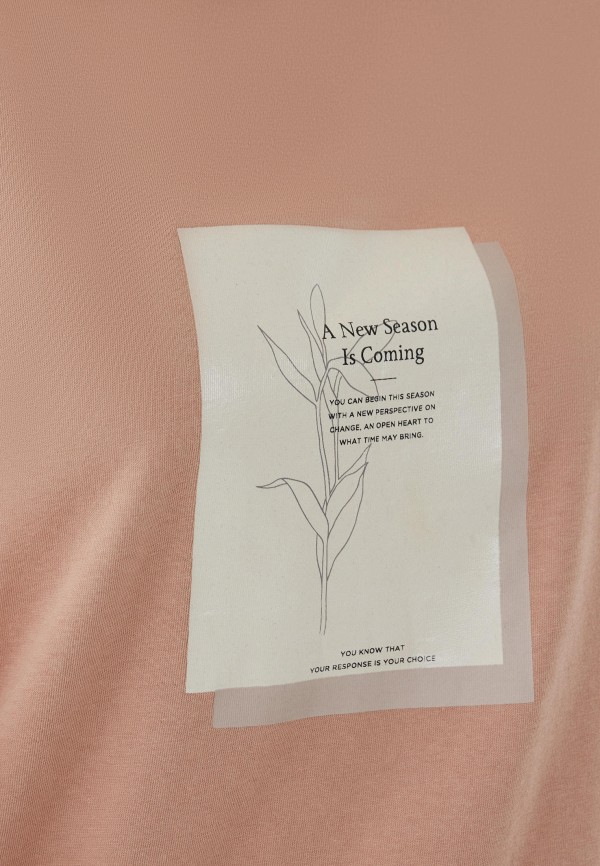 A New Season
Is Coming
YOU CAN BEGIN THIS SEASON
WITH A NEW PERSPECTIVE ON
CHANGE, AN OPEN HEART TO
WHAT TIME MAY BRING.
YOU KNOW THAT
YOUR RESPONSE IS YOUR CHOICE